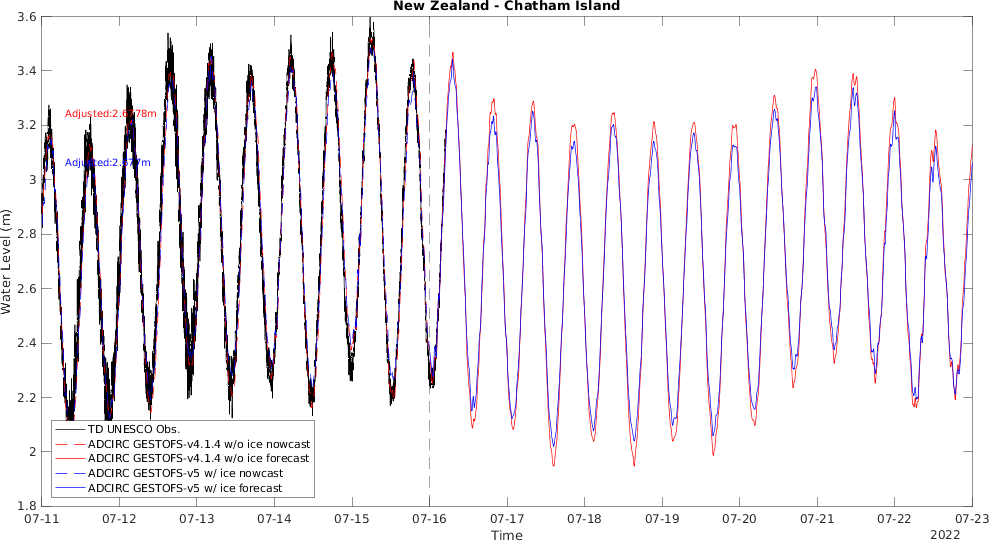 New Zealand - Chatham Island
3.6
3.4
3.2
3
2.8
2.6
2.4
2.2
2
1.8
Water Level (m)
Adjusted:
Adjusted:
TD UNESCO Obs.
ADCIRC GESTOFS-v4.1.4 w/o ice nowcast
ADCIRC GESTOFS-v4.1.4 w/o ice forecast
ADCIRC GESTOFS-v5 w/ ice nowcast
ADCIRC GESTOFS-v5 w/ ice forecast
07-11 07-12 07-13 07-14 07-15 07-16 07-17 07-18 07-19 07-20 07-21 07-22 07-23
Time
2022